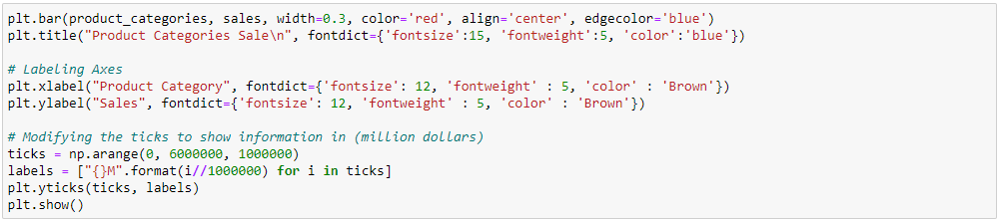 plt.bar(product_categories, sales, width=0.3, color='red', align='center', edgecolor='blue')
plt.title("Product Categories Sale\n", fontdict={'fontsize':15, 'fontweight':5, 'color':'blue'})
# Labeling Axes
plt.xlabel("Product Category", fontdict={'fontsize': 12, 'fontweight' : 5, 'color' : 'Brown'})
plt.ylabel("Sales", fontdict={'fontsize': 12, 'fontweight' : 5, 'color' : 'Brown'})
# Modifying the ticks to show information in (million dollars)
ticks = np.arange(0, 6000000, 1000000)
labels = ["{}M".format(i//1000000) for i in ticks]
plt.yticks(ticks, labels)
plt.show()